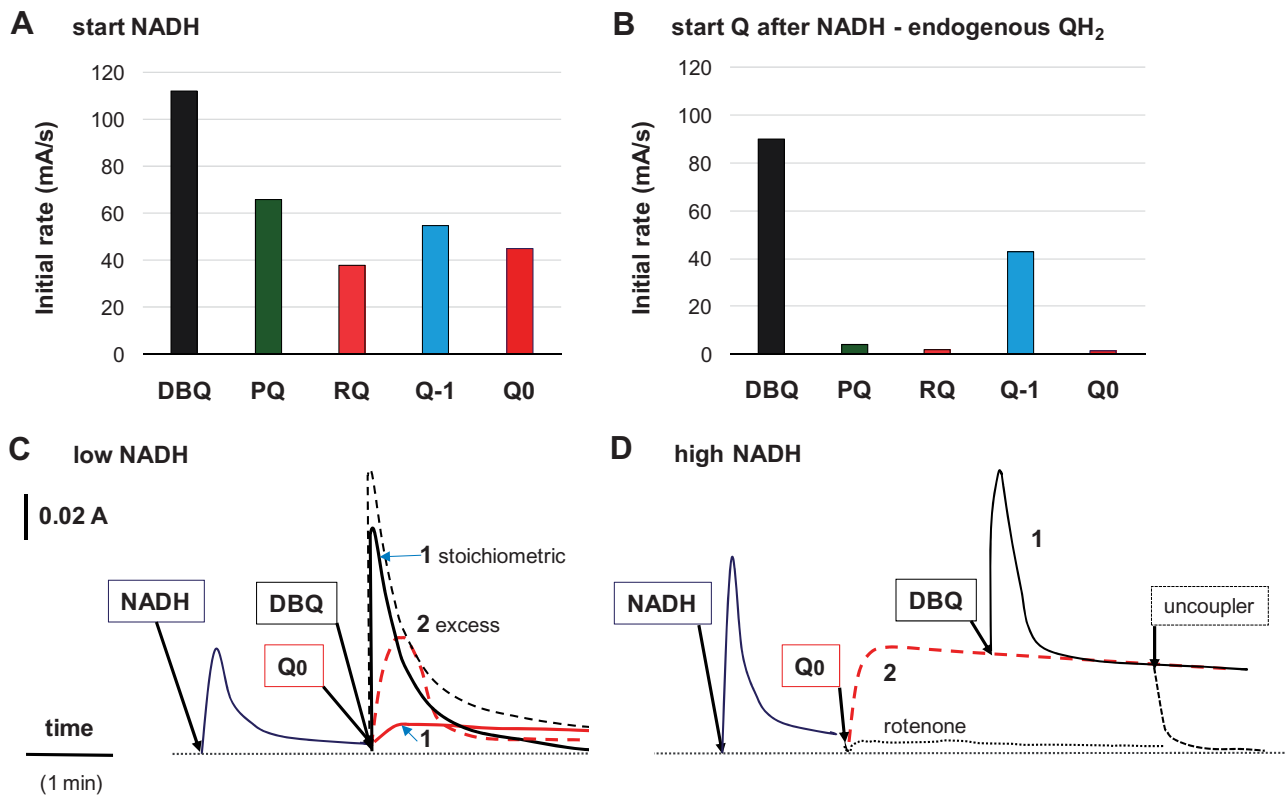 A start NADH
120
100
80
60
40
20
0
Initial rate (mA/s)
DBQ PQ RQ Q-1 Q0
B start Q after NADH - endogenous QH₂
120
100
80
60
40
20
0
Initial rate (mA/s)
DBQ PQ RQ Q-1 Q0
C low NADH
0.02 A
NADH
DBQ
Q0
1 stoichiometric
2 excess
1
time
(1 min)
D high NADH
NADH
Q0
DBQ
1
2
uncoupler
rotenone